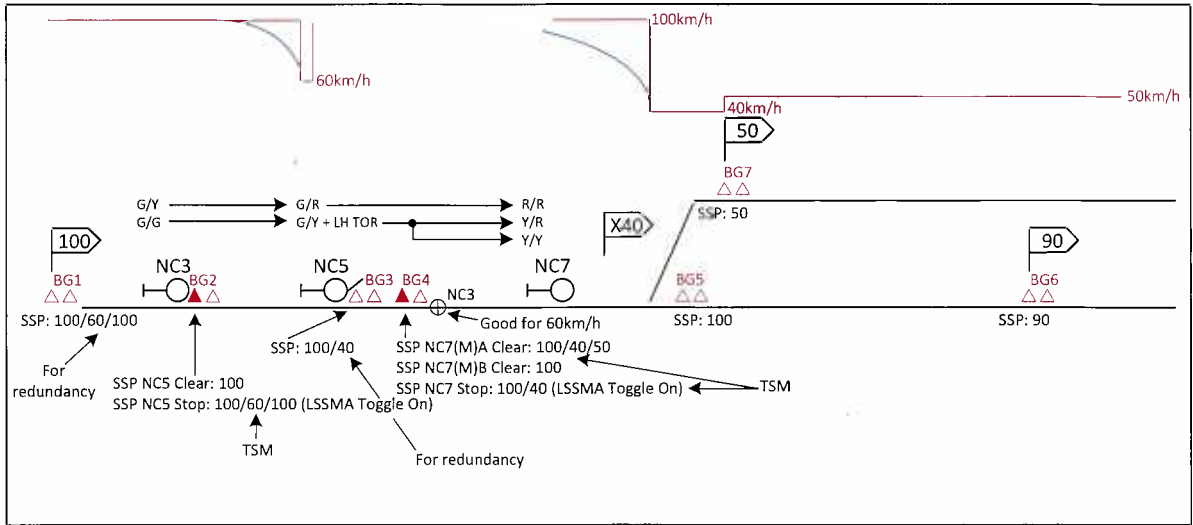 100km/h
60km/h
40km/h
50km/h
50
BG7
G/Y
G/R
R/R
G/G
G/Y + LH TOR
Y/R
Y/Y
X40
SSP: 50
100
90
NC3
NC5
NC7
BG1
BG2
BG3
BG4
NC3
BG5
BG6
SSP: 100/60/100
Good for 60km/h
SSP: 100
SSP: 90
For
redundancy
SSP: 100/40
SSP NC7(M)A Clear: 100/40/50
SSP NC7(M)B Clear: 100
SSP NC7 Stop: 100/40 (LSSMA Toggle On)
TSM
SSP NC5 Clear: 100
SSP NC5 Stop: 100/60/100 (LSSMA Toggle On)
TSM
For redundancy